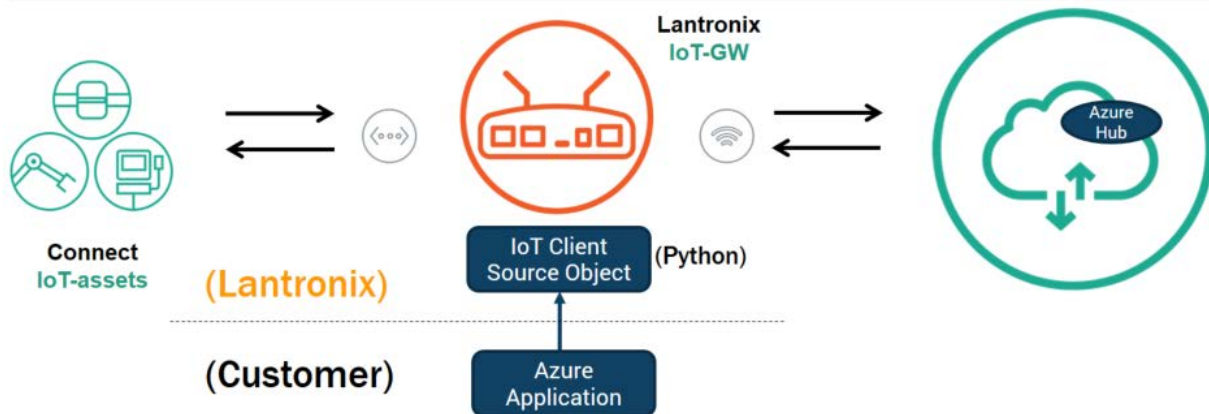 Lantronix
IoT-GW
Azure
Hub
Connect
IoT-assets
IoT Client
Source Object
(Python)
(Lantronix)
(Customer)
Azure
Application